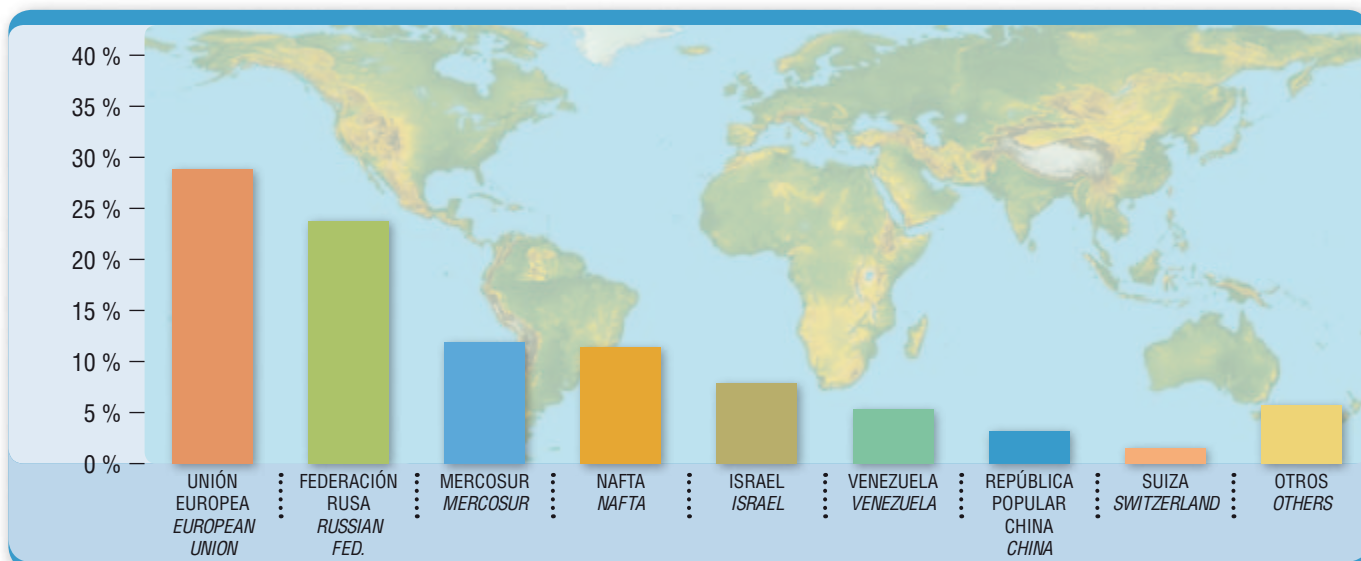 40 %
35 %
30 %
25 %
20 %
15 %
10 %
5 %
0 %
UNIÓN
EUROPEA
EUROPEAN
UNION
FEDERACIÓN
RUSA
RUSSIAN
FED.
MERCOSUR
MERCOSUR
NAFTA
NAFTA
ISRAEL
ISRAEL
VENEZUELA
VENEZUELA
REPÚBLICA
POPULAR
CHINA
CHINA
SUIZA
SWITZERLAND
OTROS
OTHERS